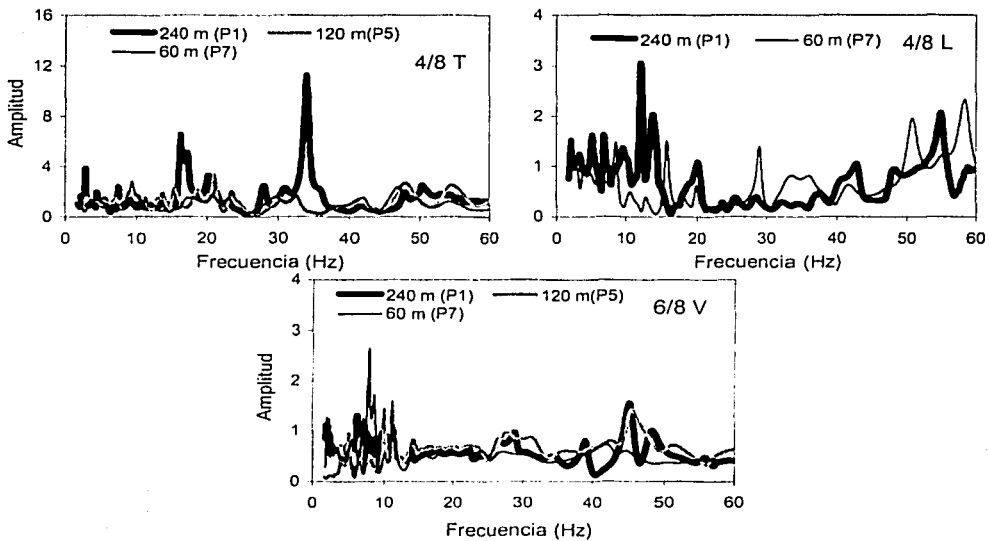 16
12
8
4
0
Amplitud
240 m (P1) 120 m(P5)
60 m (P7)
4/8 T
0 10 20 30 40 50 60
Frecuencia (Hz)
4
3
2
1
0
240 m (P1) 60 m (P7)
4/8 L
0 10 20 30 40 50 60
Frecuencia (Hz)
4
3
2
1
0
Amplitud
240 m (P1) 120 m(P5)
60 m (P7)
6/8 V
0 10 20 30 40 50 60
Frecuencia (Hz)